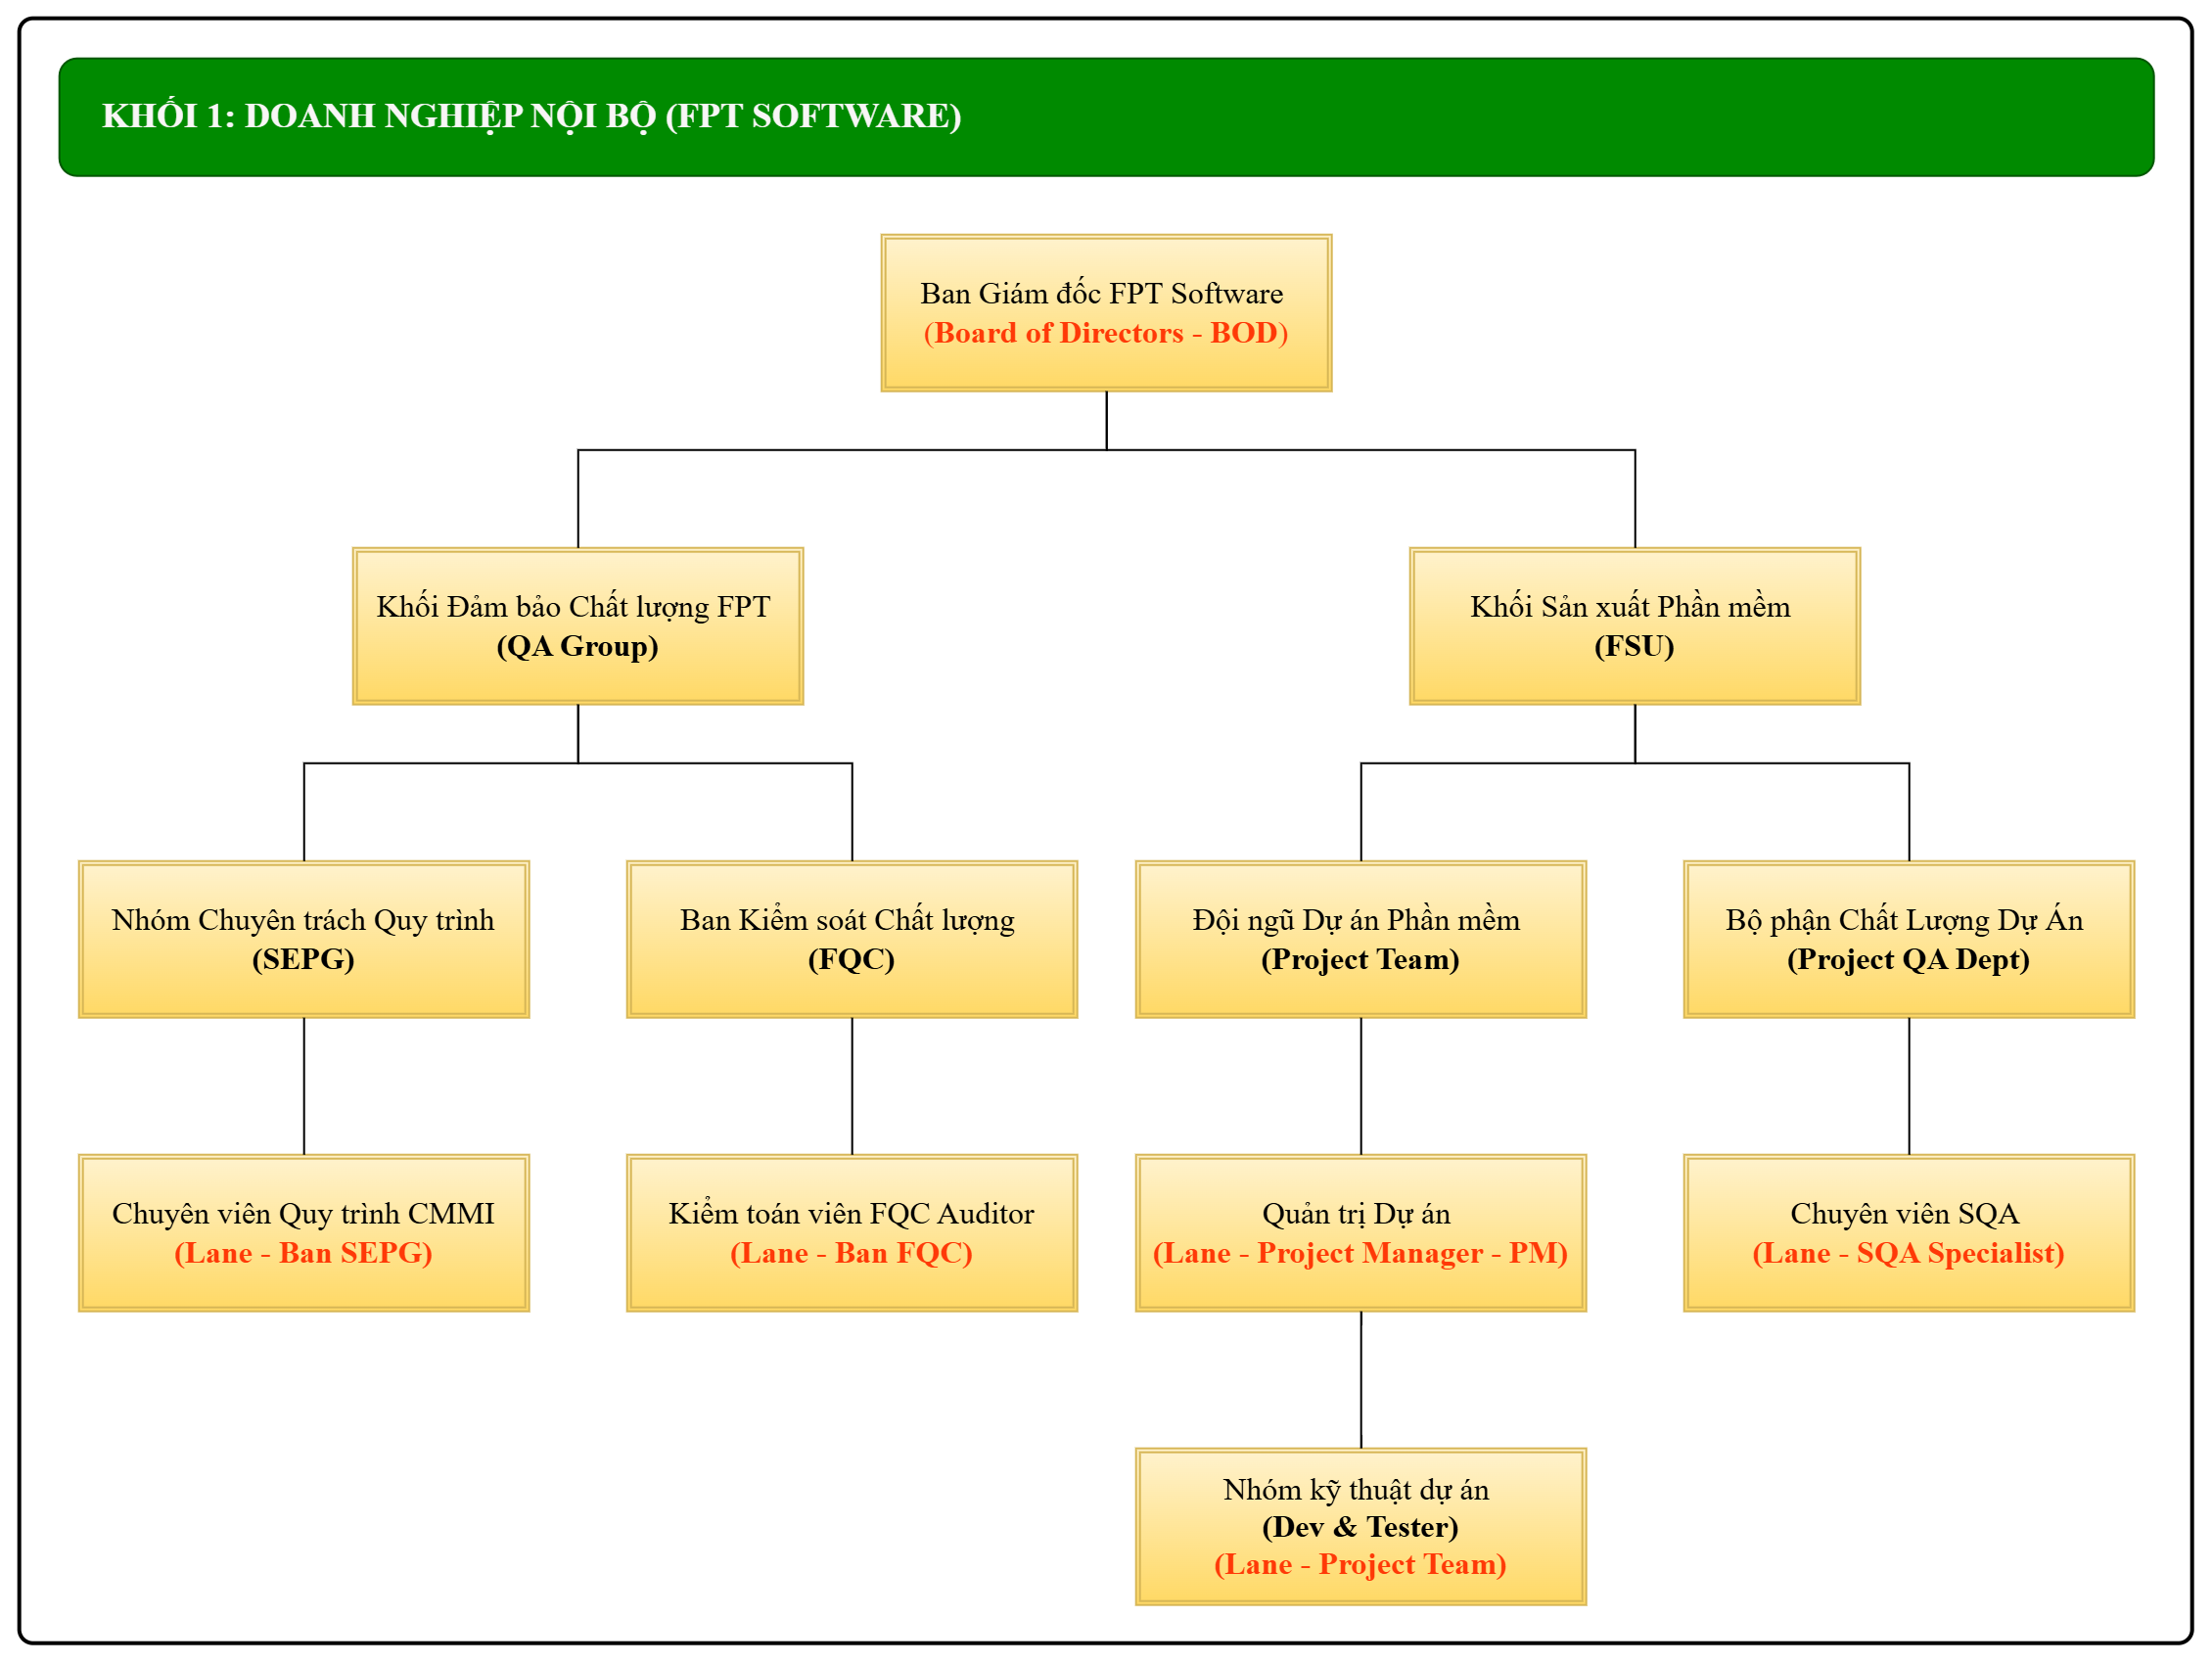 KHỐI 1: DOANH NGHIỆP NỘI BỘ (FPT SOFTWARE)
Ban Giám đốc FPT Software
(Board of Directors - BOD)
Khối Đảm bảo Chất lượng FPT
(QA Group)
Khối Sản xuất Phần mềm
(FSU)
Nhóm Chuyên trách Quy trình
(SEPG)
Ban Kiểm soát Chất lượng
(FQC)
Đội ngũ Dự án Phần mềm
(Project Team)
Bộ phận Chất Lượng Dự Án
(Project QA Dept)
Chuyên viên Quy trình CMMI
(Lane - Ban SEPG)
Kiểm toán viên FQC Auditor
(Lane - Ban FQC)
Quản trị Dự án
(Lane - Project Manager - PM)
Chuyên viên SQA
(Lane - SQA Specialist)
Nhóm kỹ thuật dự án
(Dev & Tester)
(Lane - Project Team)